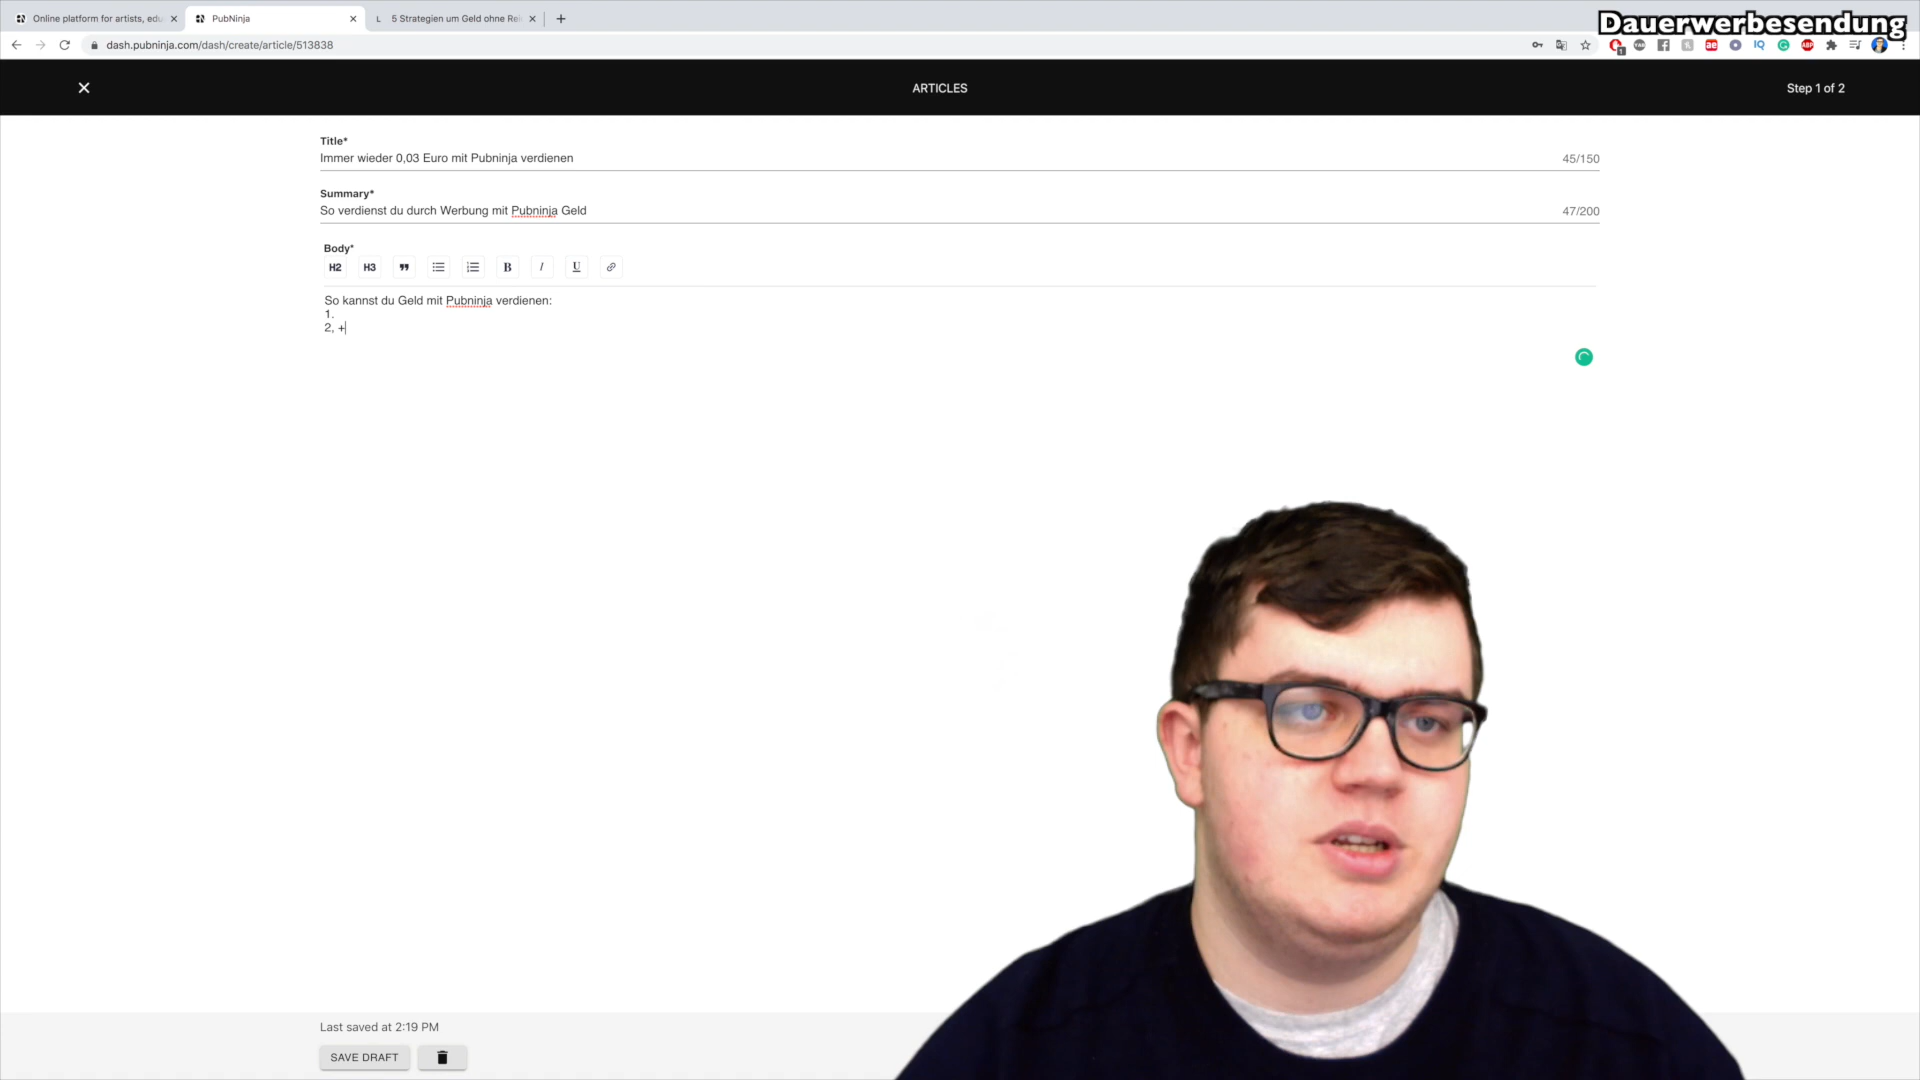 Online platform for artists, edu
PubNinja
L 5 Strategien um Geld ohne Rei
Dauerwerbesendung
dash.pubninja.com/dash/create/article/513838
ARTICLES
Step 1 of 2
Title*
Immer wieder 0,03 Euro mit Pubninja verdienen
45/150
Summary*
So verdienst du durch Werbung mit Pubninja Geld
47/200
Body*
H2 H3 B I U
So kannst du Geld mit Pubninja verdienen:
1.
2, +
Last saved at 2:19 PM
SAVE DRAFT